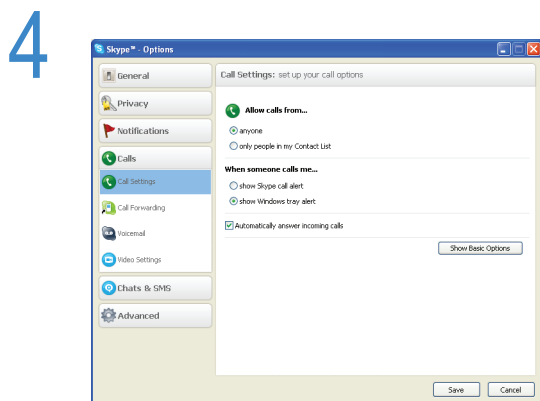 4
Skype™ - Options
General
Privacy
Notifications
Calls
Call Settings
Call Forwarding
Voicemail
Video Settings
Chats & SMS
Advanced
Call Settings: set up your call options
Allow calls from...
anyone
only people in my Contact List
When someone calls me...
show Skype call alert
show Windows tray alert
Automatically answer incoming calls
Show Basic Options
Save
Cancel